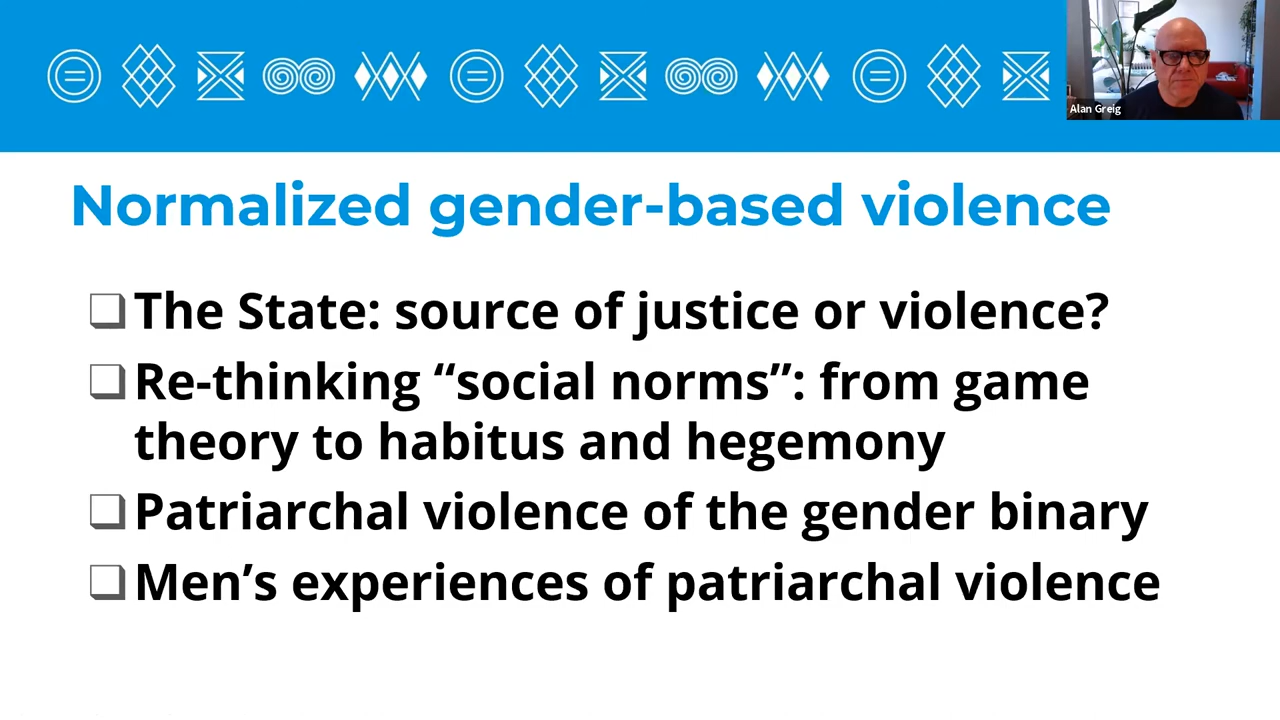 Alan Greig
Normalized gender-based violence
❑ The State: source of justice or violence?
❑ Re-thinking “social norms”: from game
theory to habitus and hegemony
❑ Patriarchal violence of the gender binary
❑ Men’s experiences of patriarchal violence